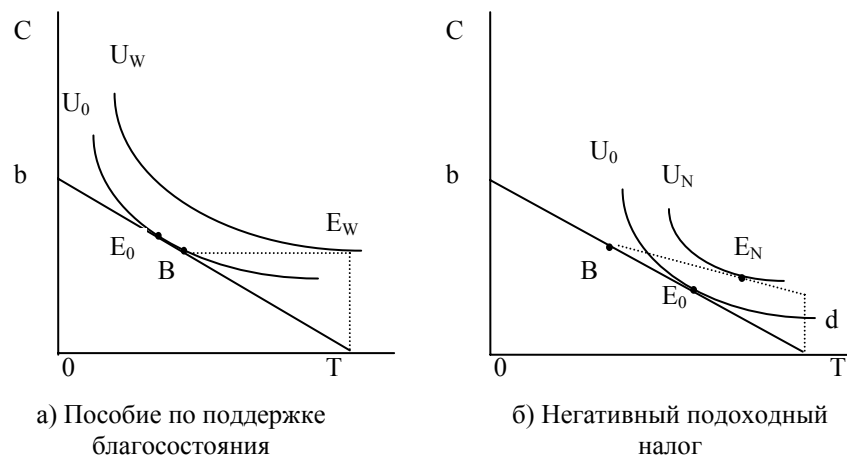 C
U_W
U_0
b
E_W
E_0
B
0
T
а) Пособие по поддержке
благосостояния
C
U_0
U_N
b
E_N
B
E_0
d
0
T
б) Негативный подоходный
налог